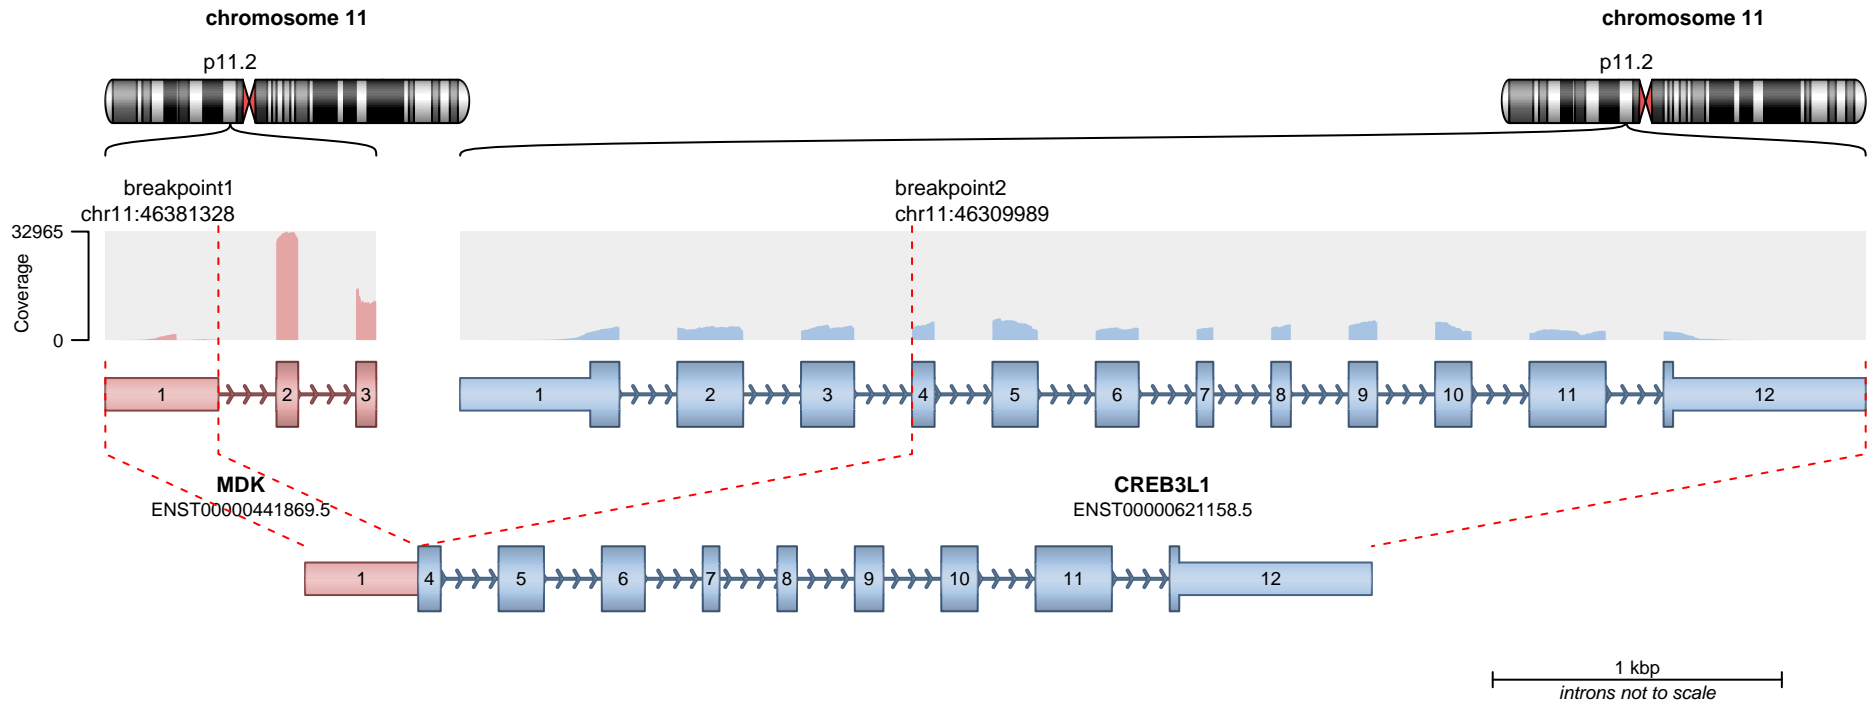 chromosome 11
chromosome 11
p11.2
p11.2
breakpoint1
chr11:46381328
breakpoint2
chr11:46309989
32965
Coverage
0
1 2 3
1 2 3 4 5 6 7 8 9 10 11 12
MDK
ENST00000441869.5
CREB3L1
ENST00000621158.5
1 4 5 6 7 8 9 10 11 12
1 kbp
introns not to scale